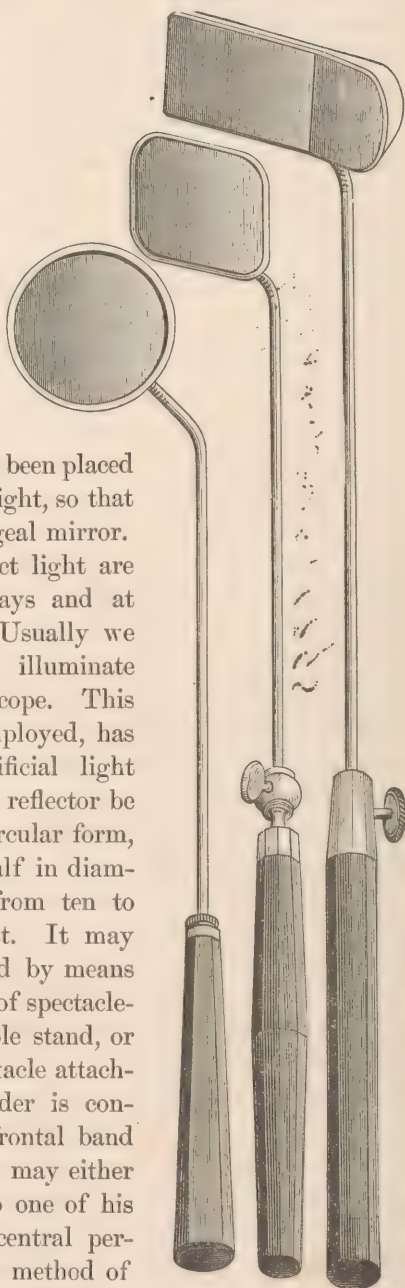 been placed
ight, so that
geal mirror.
ct light are
ays and at
Usually we
illuminate
cope. This
ployed, has
ificial light
reflector be
rcular form,
alf in diam-
from ten to
t. It may
d by means
of spectacle-
le stand, or
tacle attach-
der is con-
rontal band
may either
o one of his
central per-
method of